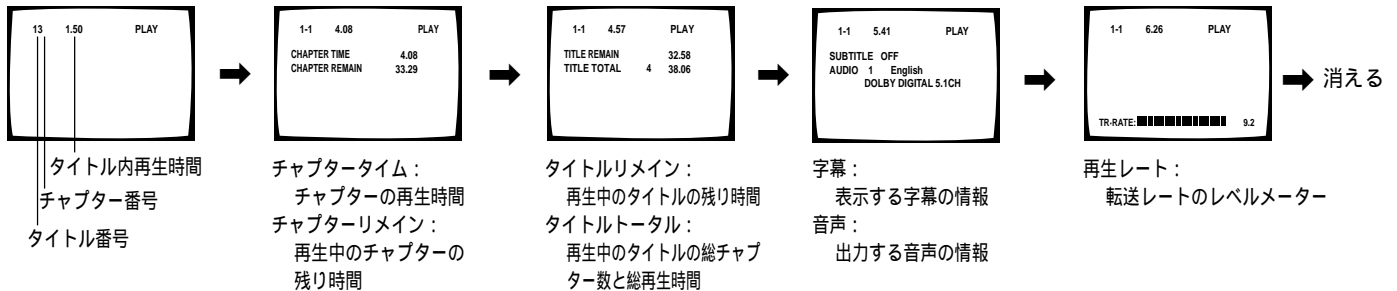 13 1.50 PLAY
タイトル内再生時間
チャプター番号
タイトル番号
➡
1-1 4.08 PLAY
CHAPTER TIME 4.08
CHAPTER REMAIN 33.29
チャプタータイム：
チャプターの再生時間
チャプターリメイン：
再生中のチャプターの
残り時間
➡
1-1 4.57 PLAY
TITLE REMAIN 32.58
TITLE TOTAL 4 38.06
タイトルリメイン：
再生中のタイトルの残り時間
タイトルトータル：
再生中のタイトルの総チャプ
ター数と総再生時間
➡
1-1 5.41 PLAY
SUBTITLE OFF
AUDIO 1 English
DOLBY DIGITAL 5.1CH
字幕：
表示する字幕の情報
音声：
出力する音声の情報
➡
1-1 6.26 PLAY
TR-RATE: 9.2
再生レート：
転送レートのレベルメーター
➡ 消える